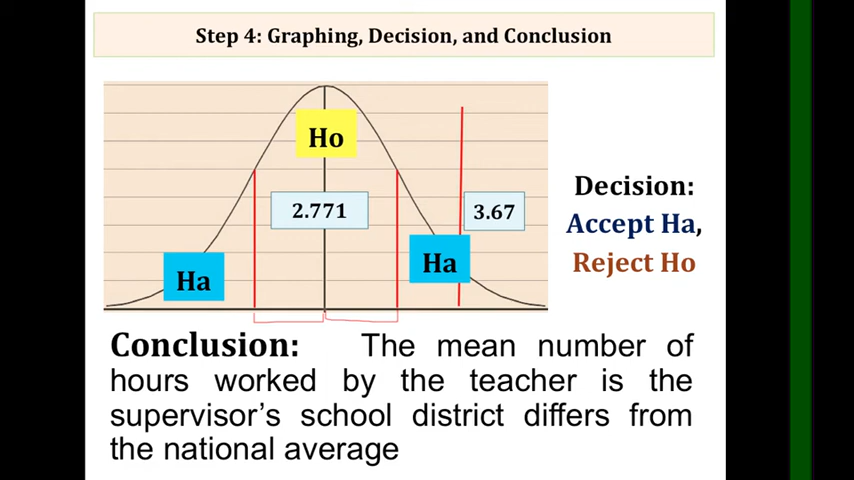 Step 4: Graphing, Decision, and Conclusion
Ho
2.771
3.67
Ha
Ha
Decision:
Accept Ha,
Reject Ho
Conclusion: The mean number of
hours worked by the teacher is the
supervisor's school district differs from
the national average